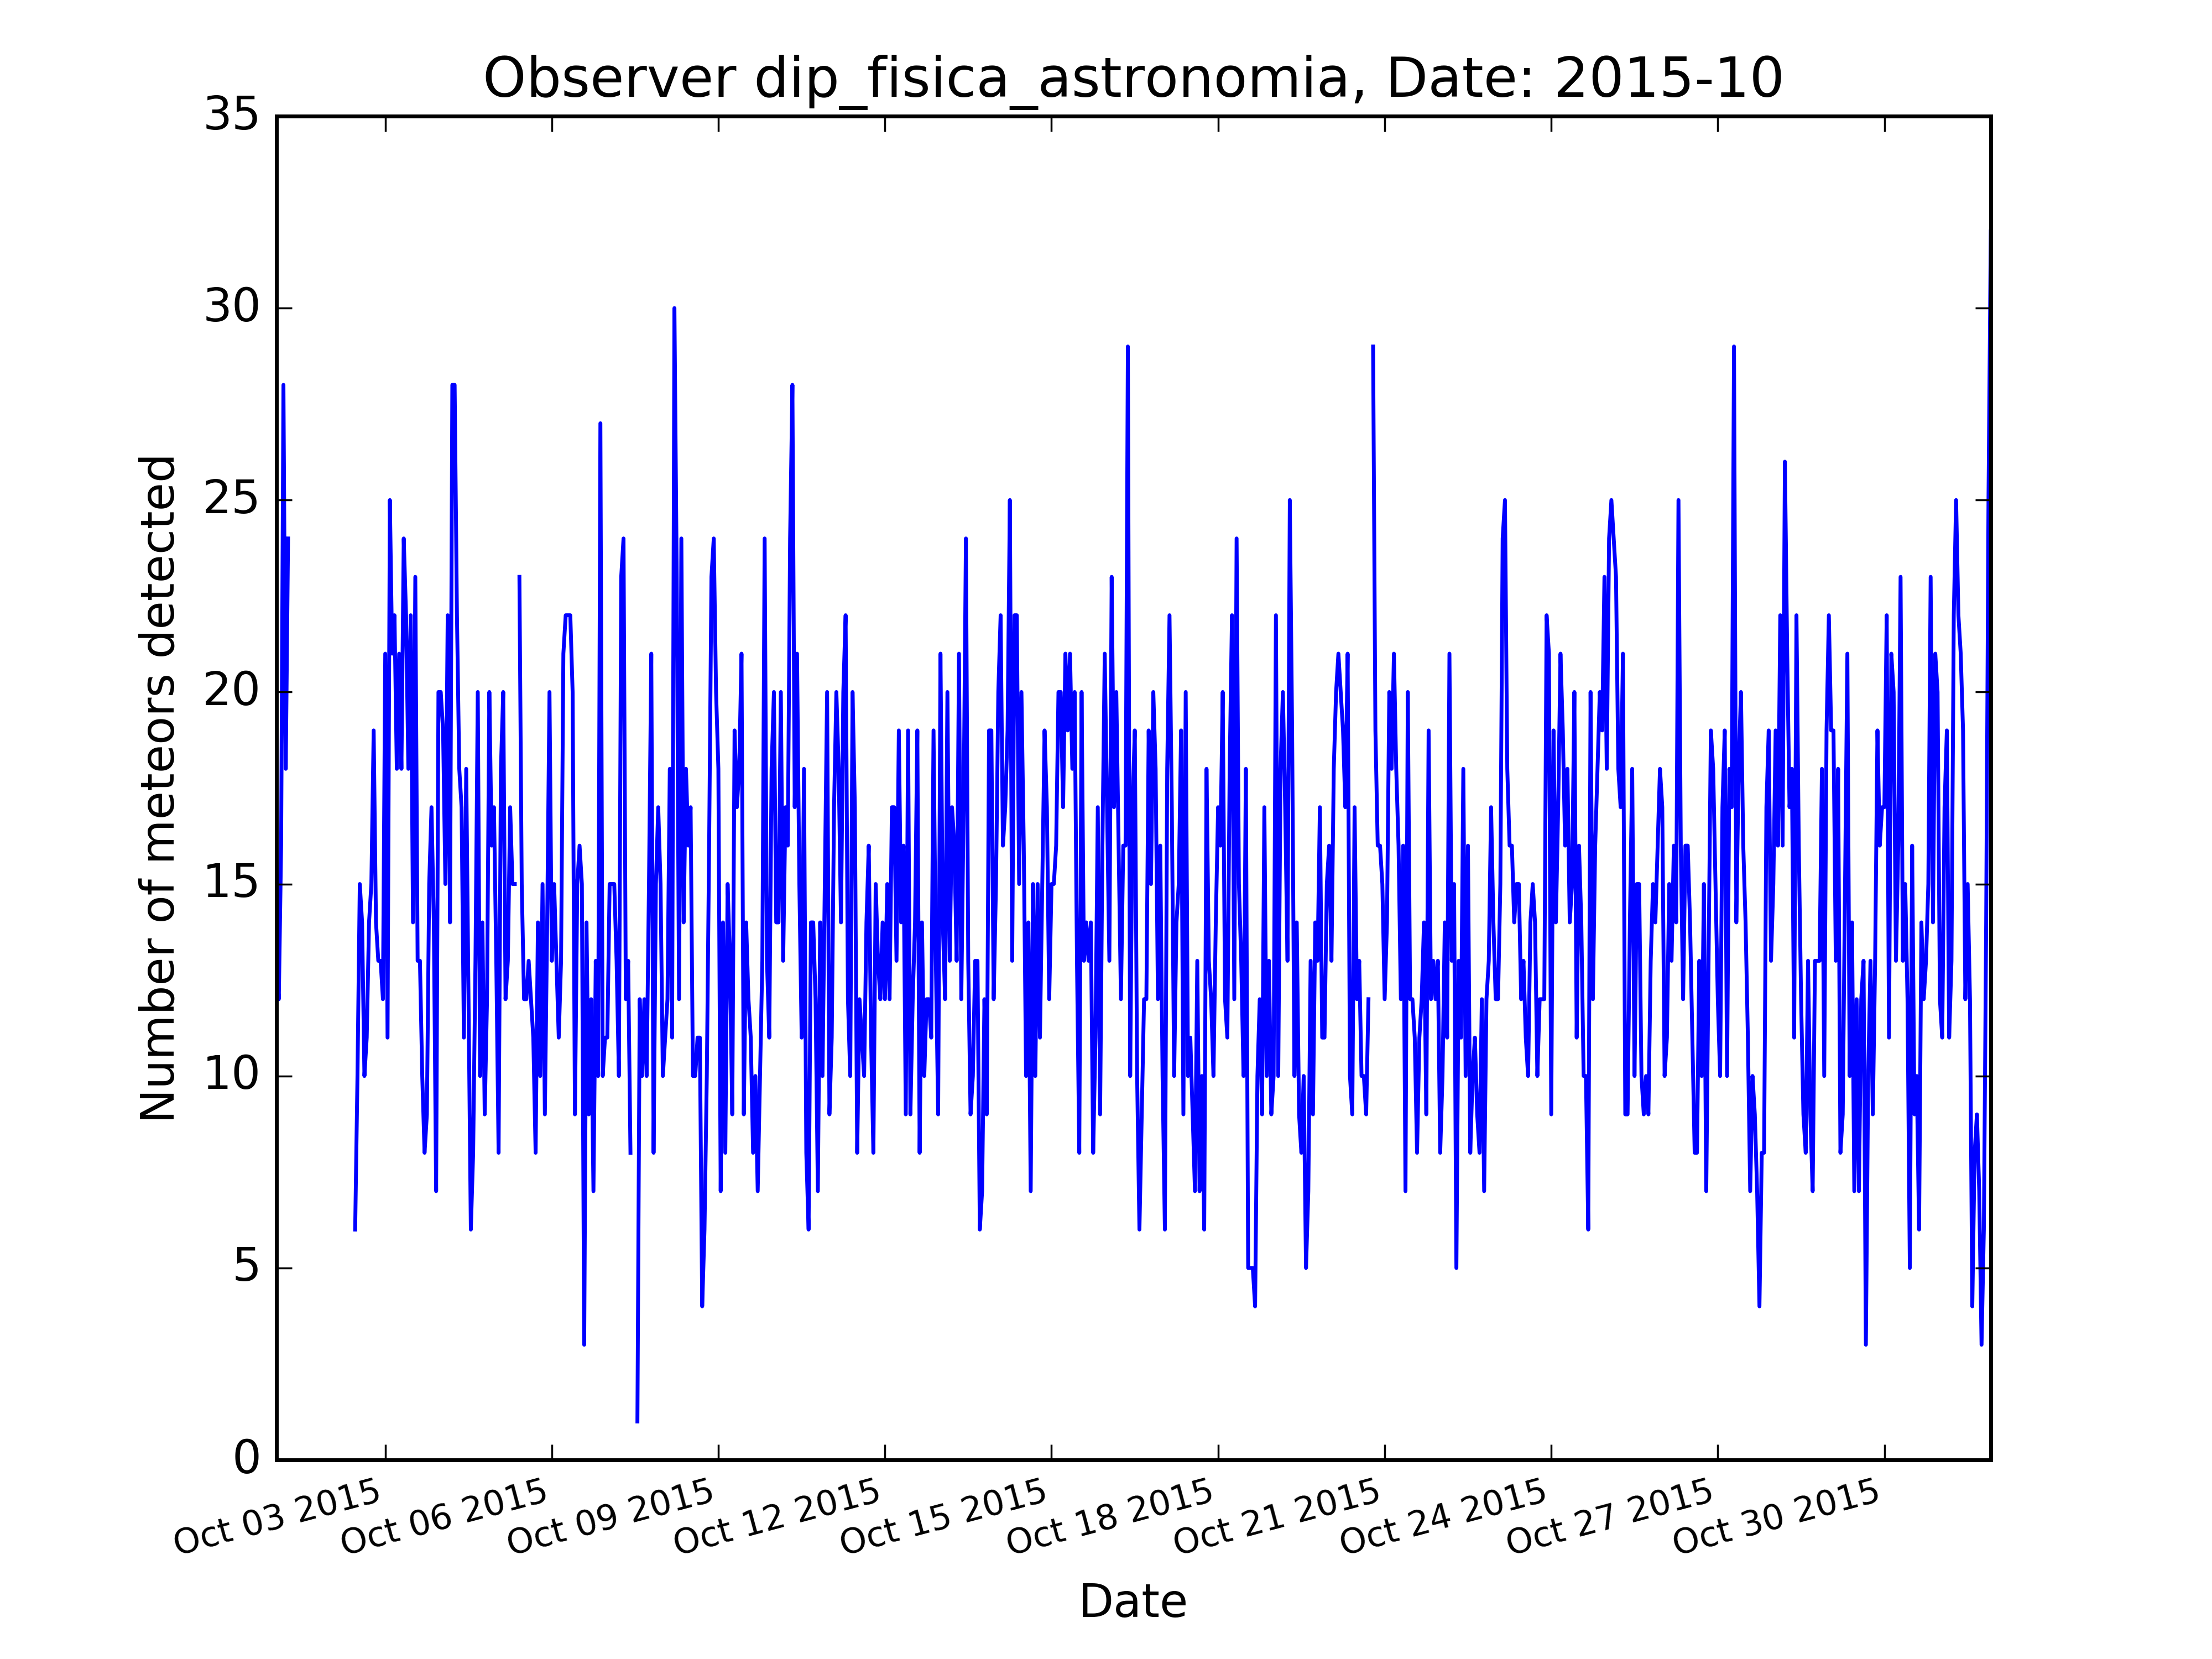 Observer dip_fisica_astronomia, Date: 2015-10
35
30
25
20
15
10
5
0
Number of meteors detected
Oct 03 2015
Oct 06 2015
Oct 09 2015
Oct 12 2015
Oct 15 2015
Oct 18 2015
Oct 21 2015
Oct 24 2015
Oct 27 2015
Oct 30 2015
Date